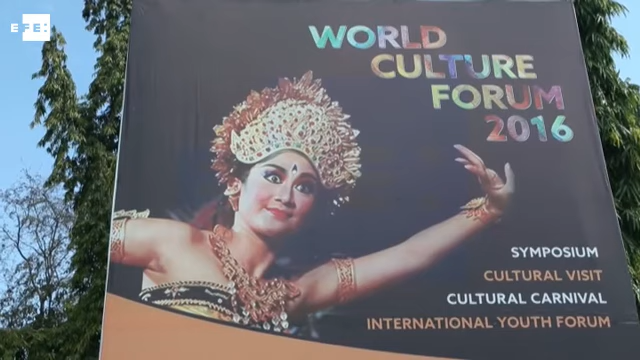 EFE:
WORLD
CULTURE
FORUM
2016
SYMPOSIUM
CULTURAL VISIT
CULTURAL CARNIVAL
INTERNATIONAL YOUTH FORUM